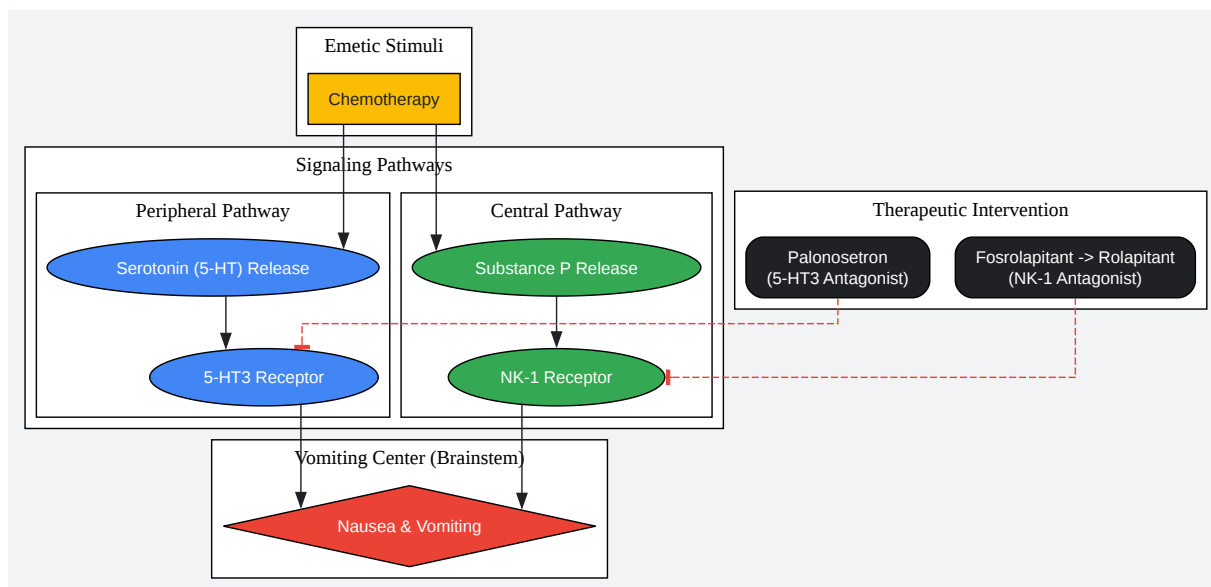 Emetic Stimuli
Chemotherapy
Signaling Pathways
Peripheral Pathway
Central Pathway
Therapeutic Intervention
Serotonin (5-HT) Release
Substance P Release
Palonosetron
(5-HT3 Antagonist)
Fosrolapitant -> Rolapitant
(NK-1 Antagonist)
5-HT3 Receptor
NK-1 Receptor
Vomiting Center (Brainstem)
Nausea & Vomiting